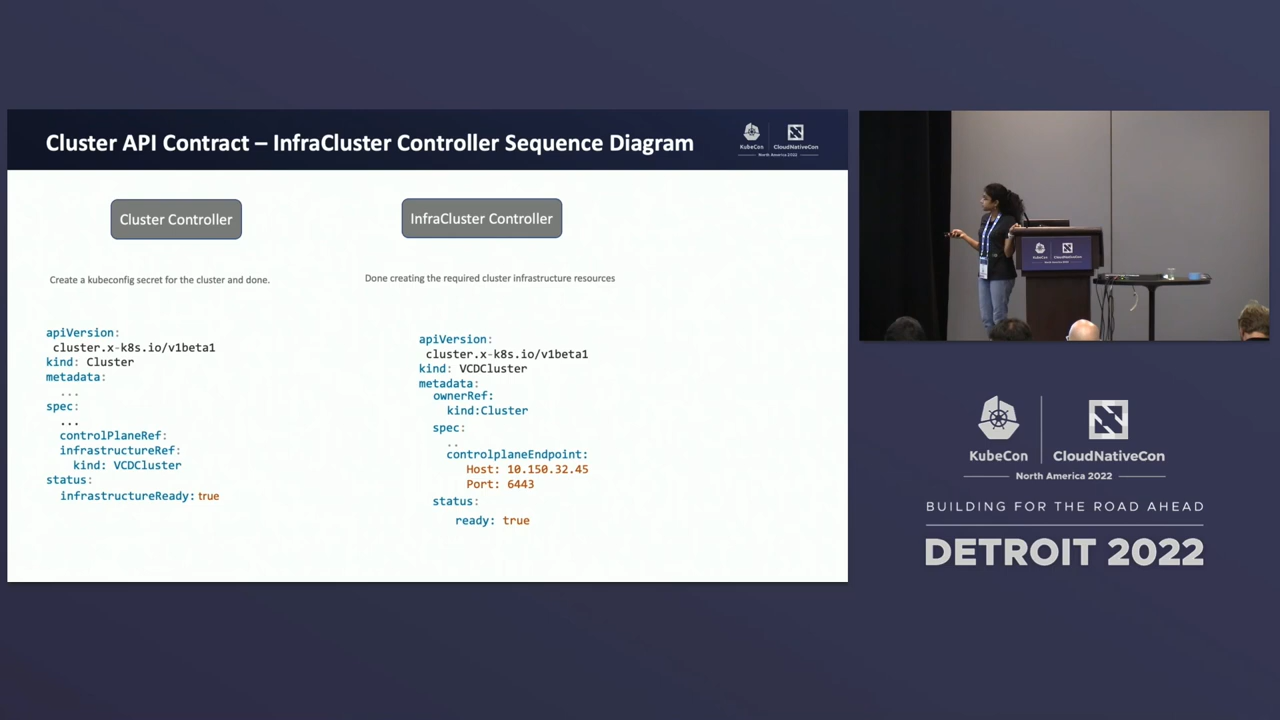 Cluster API Contract – InfraCluster Controller Sequence Diagram
KubeCon
CloudNativeCon
North America 2022
Cluster Controller
InfraCluster Controller
Create a kubeconfig secret for the cluster and done.
Done creating the required cluster infrastructure resources
apiVersion:
cluster.x-k8s.io/v1beta1
kind: Cluster
metadata:
...
spec:
...
controlPlaneRef:
infrastructureRef:
kind: VCDCluster
status:
infrastructureReady: true
apiVersion:
cluster.x-k8s.io/v1beta1
kind: VCDCluster
metadata:
ownerRef:
kind:Cluster
spec:
..
controlplaneEndpoint:
Host: 10.150.32.45
Port: 6443
status:
ready: true
KubeCon
CloudNativeCon
North America 2022
BUILDING FOR THE ROAD AHEAD
DETROIT 2022